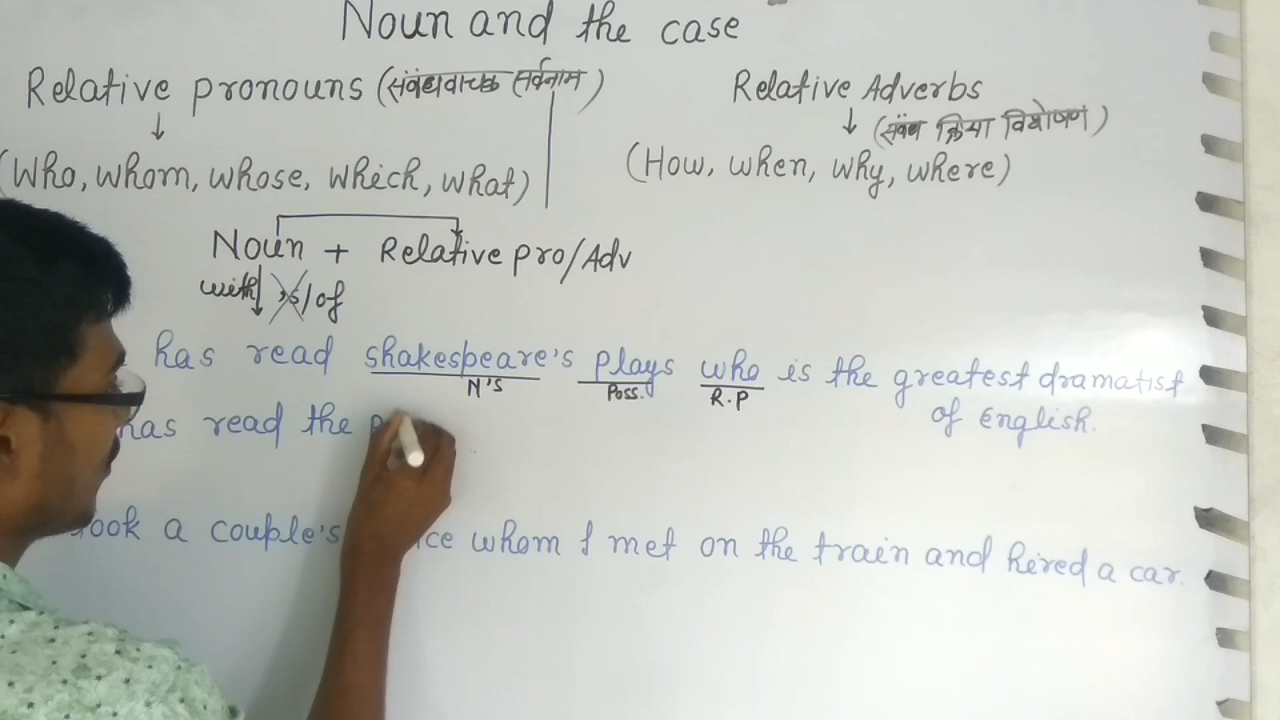 Noun and the case
Relative pronouns (संबंधवाचक सर्वनाम)
Relative Adverbs
(संबंध क्रिया विशेषण)
(Who, whom, whose, which, what)
(How, when, why, where)
Noun + Relative pro/Adv
with 's/of
has read shakespeare's plays who is the greatest dramatist
N's Poss. R.P
of English.
has read the
a couple's whom I met on the train and hired a car.